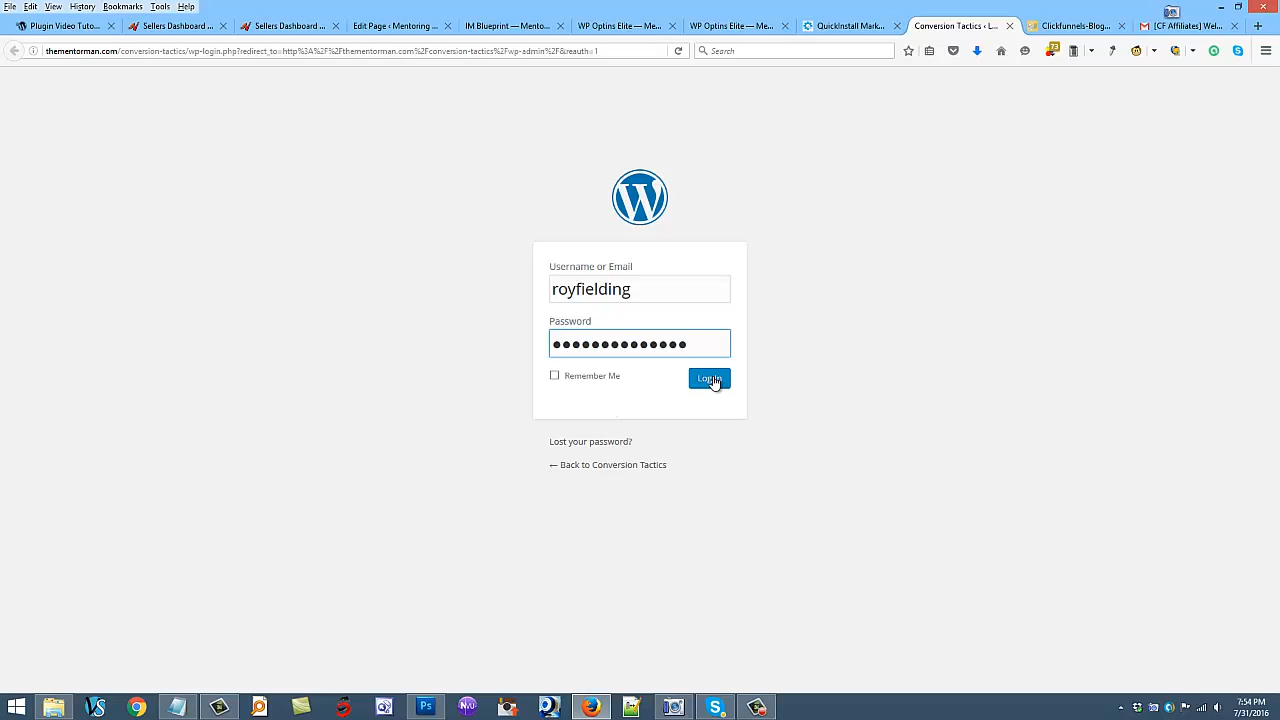 File Edit View History Bookmarks Tools Help
Plugin Video Tuto... Sellers Dashboard ... Sellers Dashboard ... Edit Page ‹ Mentoring ... IM Blueprint — Mento... WP Optins Elite — Me... WP Optins Elite — Me... QuickInstall Mark... Conversion Tactics ‹ L... Clickfunnels-Blog... [CF Affiliates] Wel...
thementorman.com/conversion-tactics/wp-login.php?redirect_to=http%3A%2F%2Fthementorman.com%2Fconversion-tactics%2Fwp-admin%2F&reauth=1 Search 73
Username or Email
royfielding
Password
Remember Me Log In
Lost your password?
← Back to Conversion Tactics
7:54 PM
7/31/2016